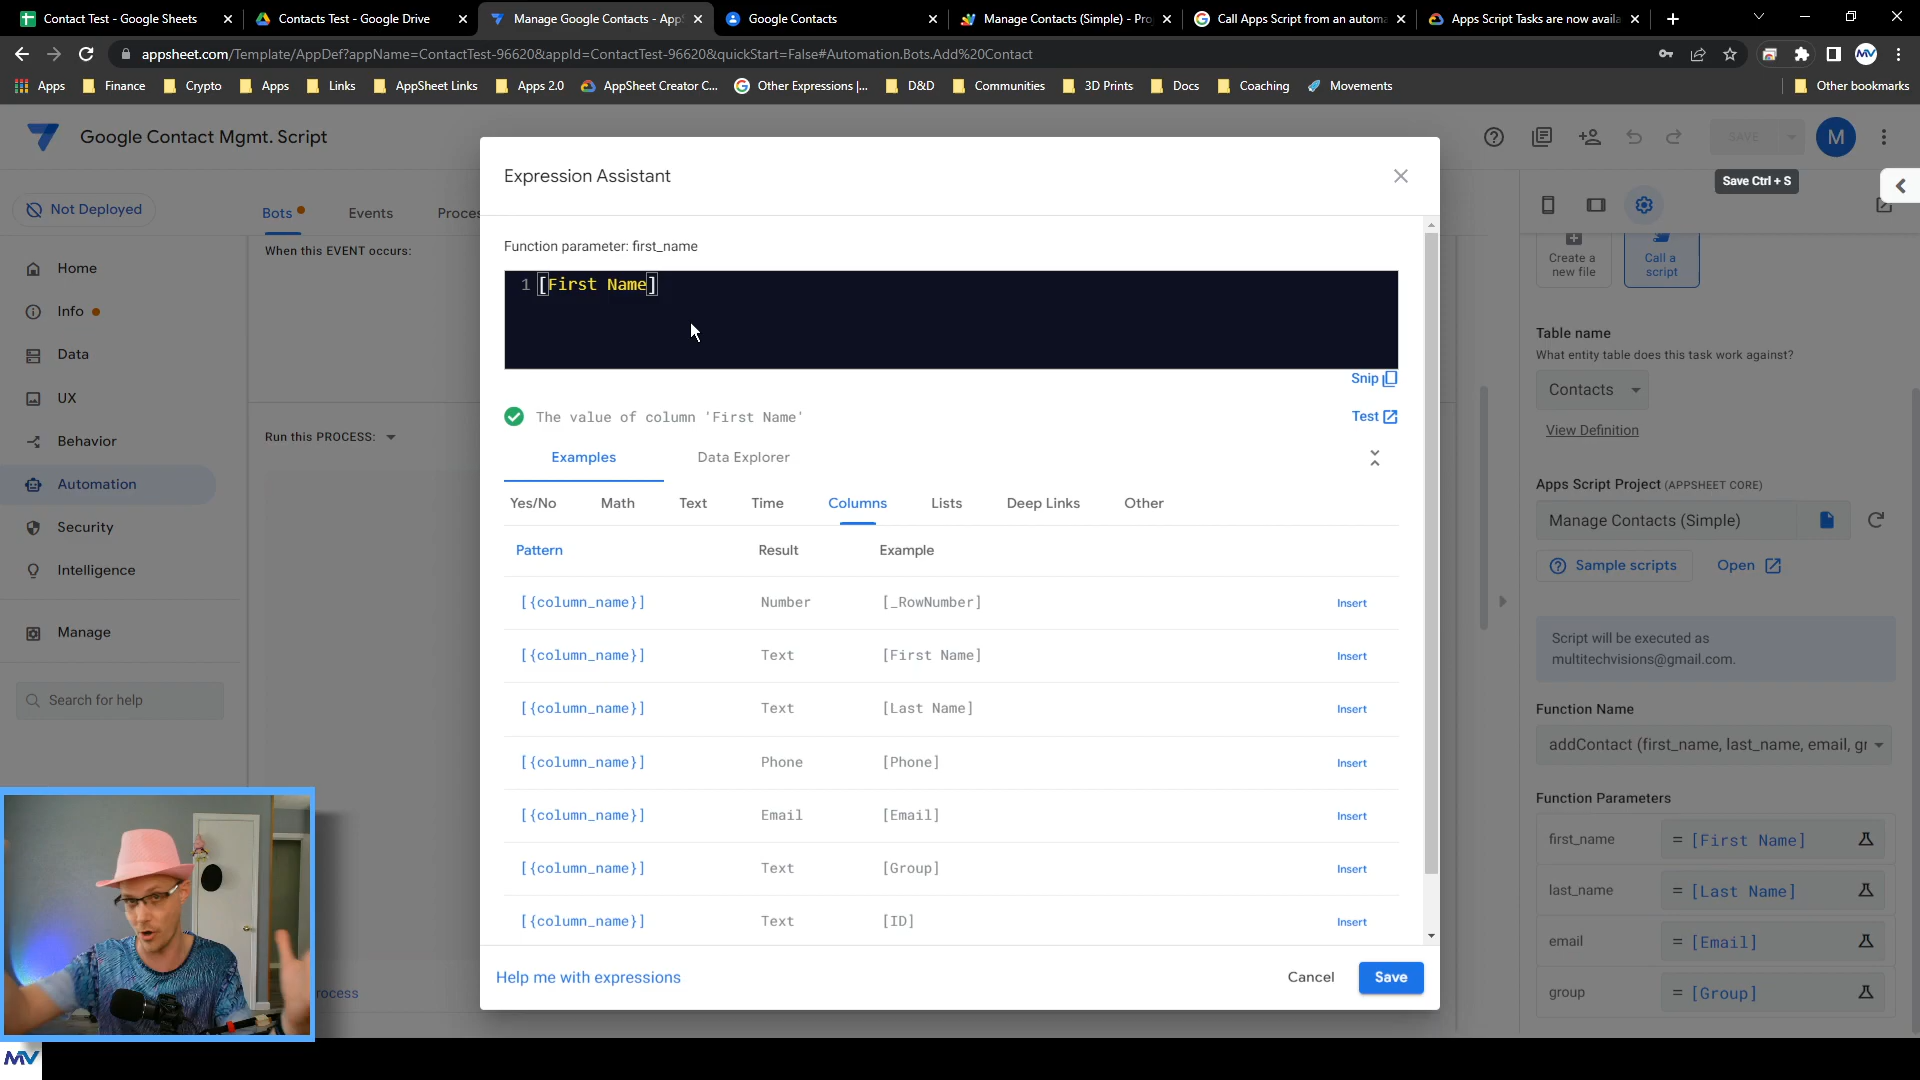 Contact Test - Google Sheets
Contacts Test - Google Drive
Manage Google Contacts - AppS
Google Contacts
Manage Contacts (Simple) - Pro
Call Apps Script from an automa
Apps Script Tasks are now availa
appsheet.com/Template/AppDef?appName=ContactTest-96620&appId=ContactTest-96620&quickStart=False#Automation.Bots.Add%20Contact
Apps
Finance
Crypto
Apps
Links
AppSheet Links
Apps 2.0
AppSheet Creator C...
Other Expressions |...
D&D
Communities
3D Prints
Docs
Coaching
Movements
Other bookmarks
Google Contact Mgmt. Script
SAVE
M
Save Ctrl + S
Not Deployed
Home
Info
Data
UX
Behavior
Automation
Security
Intelligence
Manage
Search for help
Bots
Events
Proces
When this EVENT occurs:
Run this PROCESS:
rocess
Expression Assistant
Function parameter: first_name
1 [First Name]
Snip
The value of column 'First Name'
Test
Examples
Data Explorer
Yes/No
Math
Text
Time
Columns
Lists
Deep Links
Other
Pattern Result Example
[{column_name}] Number [_RowNumber] Insert
[{column_name}] Text [First Name] Insert
[{column_name}] Text [Last Name] Insert
[{column_name}] Phone [Phone] Insert
[{column_name}] Email [Email] Insert
[{column_name}] Text [Group] Insert
[{column_name}] Text [ID] Insert
Help me with expressions
Cancel
Save
Create a
new file
Call a
script
Table name
What entity table does this task work against?
Contacts
View Definition
Apps Script Project (APPSHEET CORE)
Manage Contacts (Simple)
Sample scripts
Open
Script will be executed as
multitechvisions@gmail.com.
Function Name
addContact (first_name, last_name, email, gr
Function Parameters
first_name = [First Name]
last_name = [Last Name]
email = [Email]
group = [Group]
MV